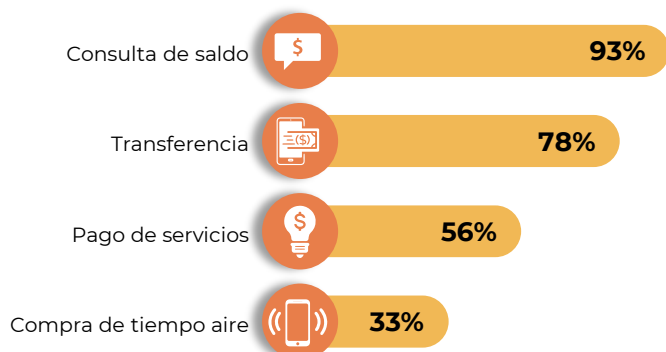 Consulta de saldo
$
93%
Transferencia
($)
78%
Pago de servicios
$
56%
Compra de tiempo aire
33%